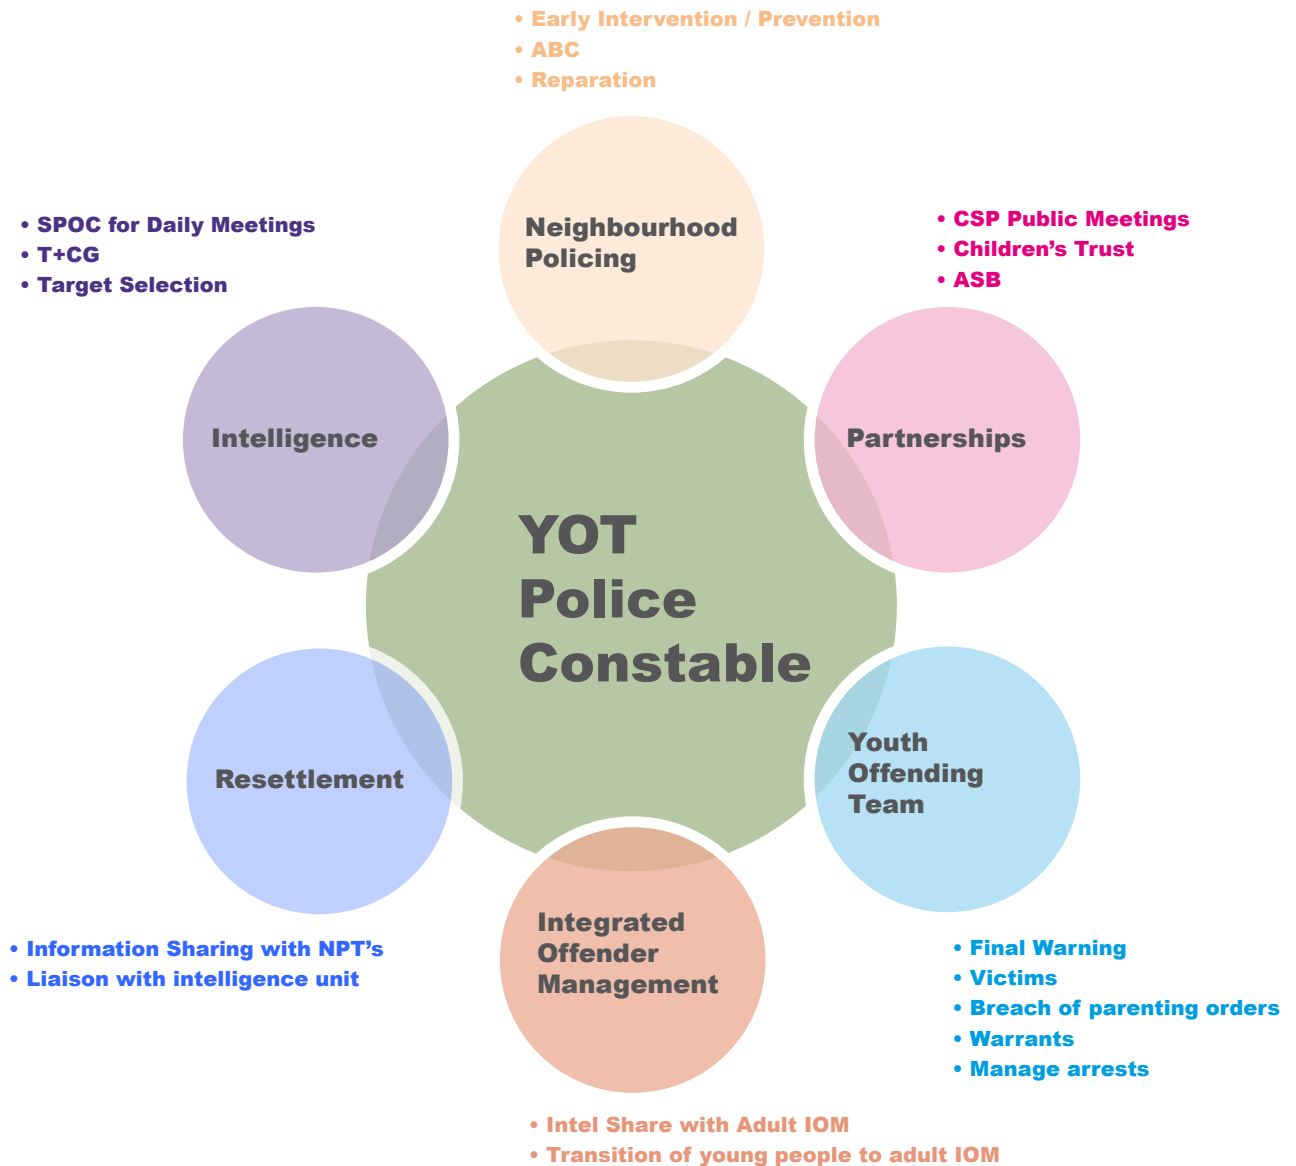 • Early Intervention / Prevention
• ABC
• Reparation
Neighbourhood
Policing
• SPOC for Daily Meetings
• T+CG
• Target Selection
Intelligence
• CSP Public Meetings
• Children’s Trust
• ASB
Partnerships
YOT
Police
Constable
Resettlement
• Information Sharing with NPT’s
• Liaison with intelligence unit
Youth
Offending
Team
• Final Warning
• Victims
• Breach of parenting orders
• Warrants
• Manage arrests
Integrated
Offender
Management
• Intel Share with Adult IOM
• Transition of young people to adult IOM